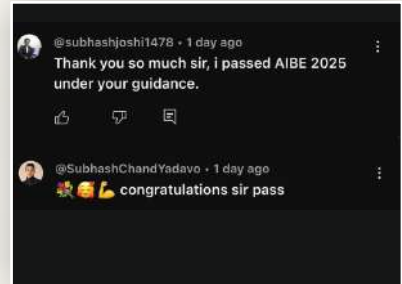 @subhashjoshi1478 • 1 day ago
Thank you so much sir, i passed AIBE 2025
under your guidance.
@SubhashChandYadavo • 1 day ago
💐🥰💪 congratulations sir pass